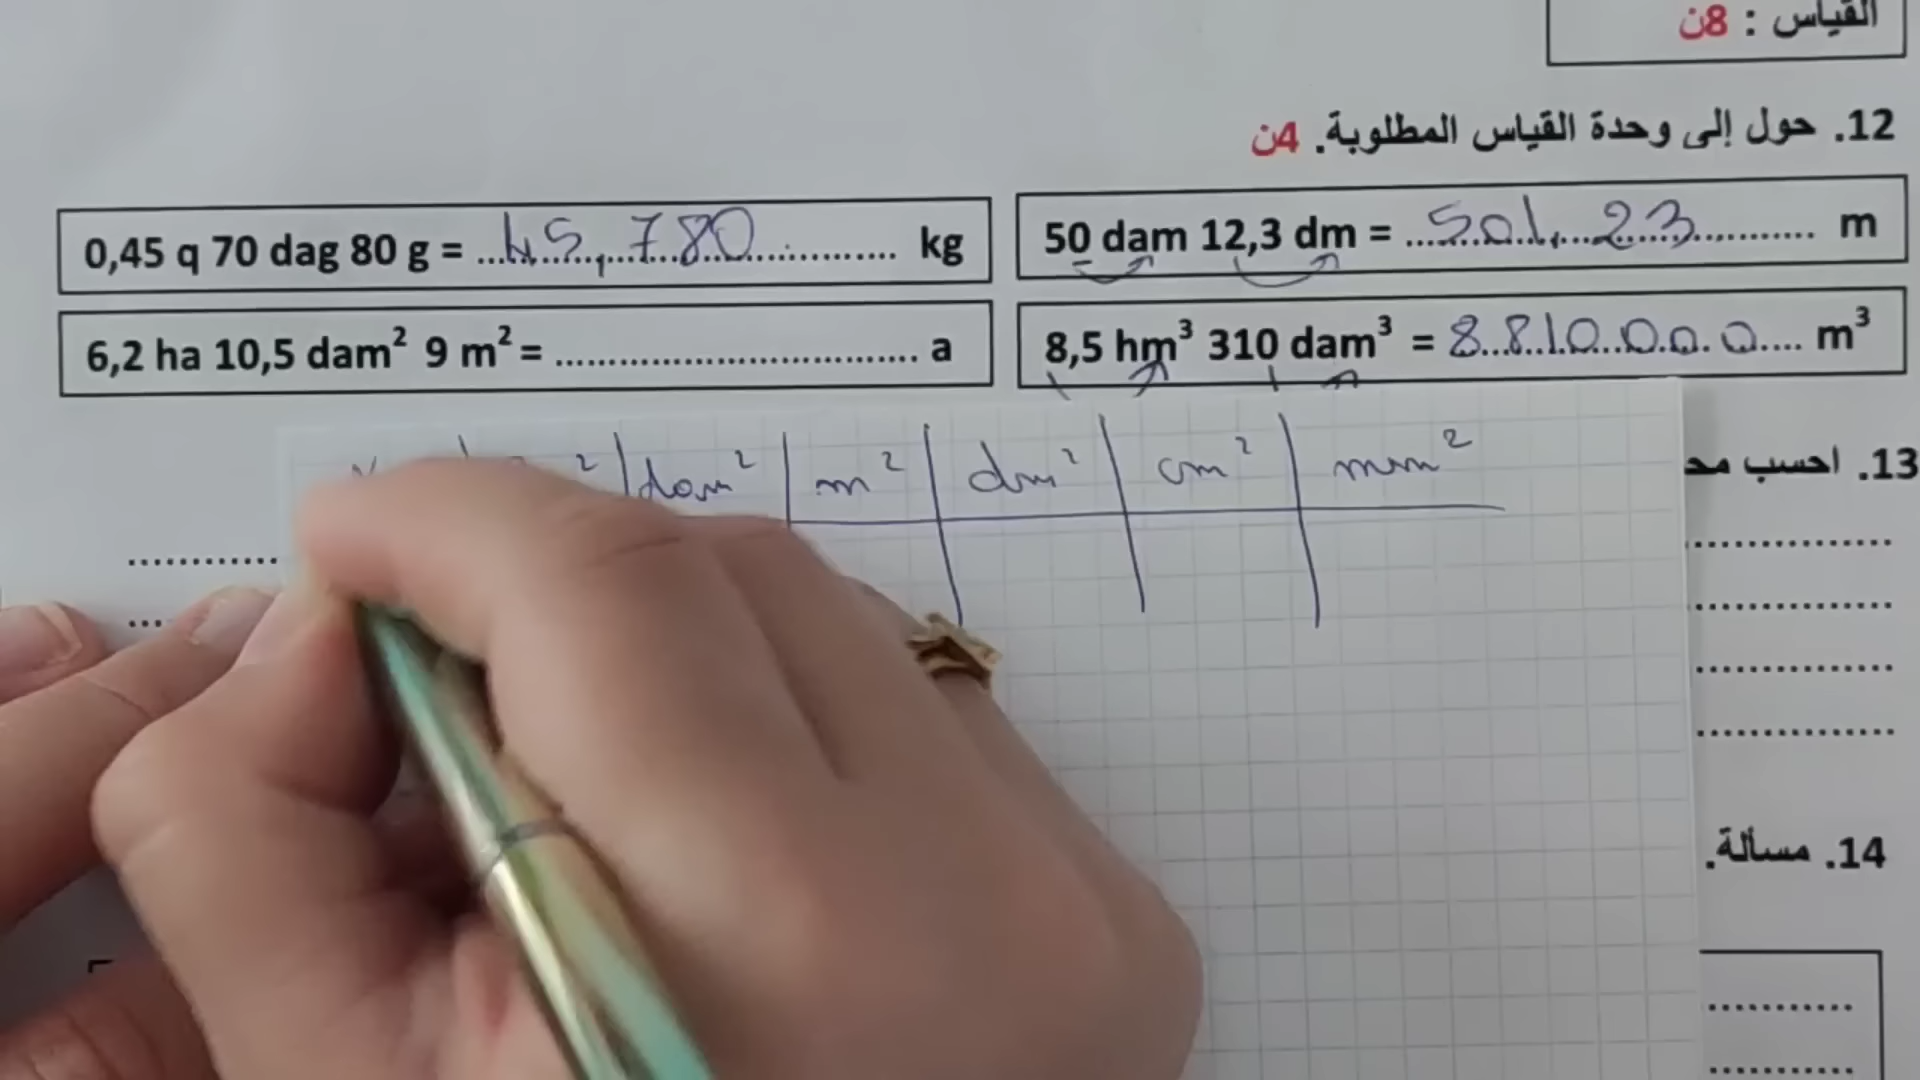 القياس : 8ن
12. حول إلى وحدة القياس المطلوبة. 4ن
50 dam 12,3 dm = 501,23 m
0,45 q 70 dag 80 g = 45,780 kg
8,5 hm³ 310 dam³ = 8810000 m³
6,2 ha 10,5 dam² 9 m² = .................................. a
dam² m² dm² cm² mm²
13. احسب مح
14. مسألة.